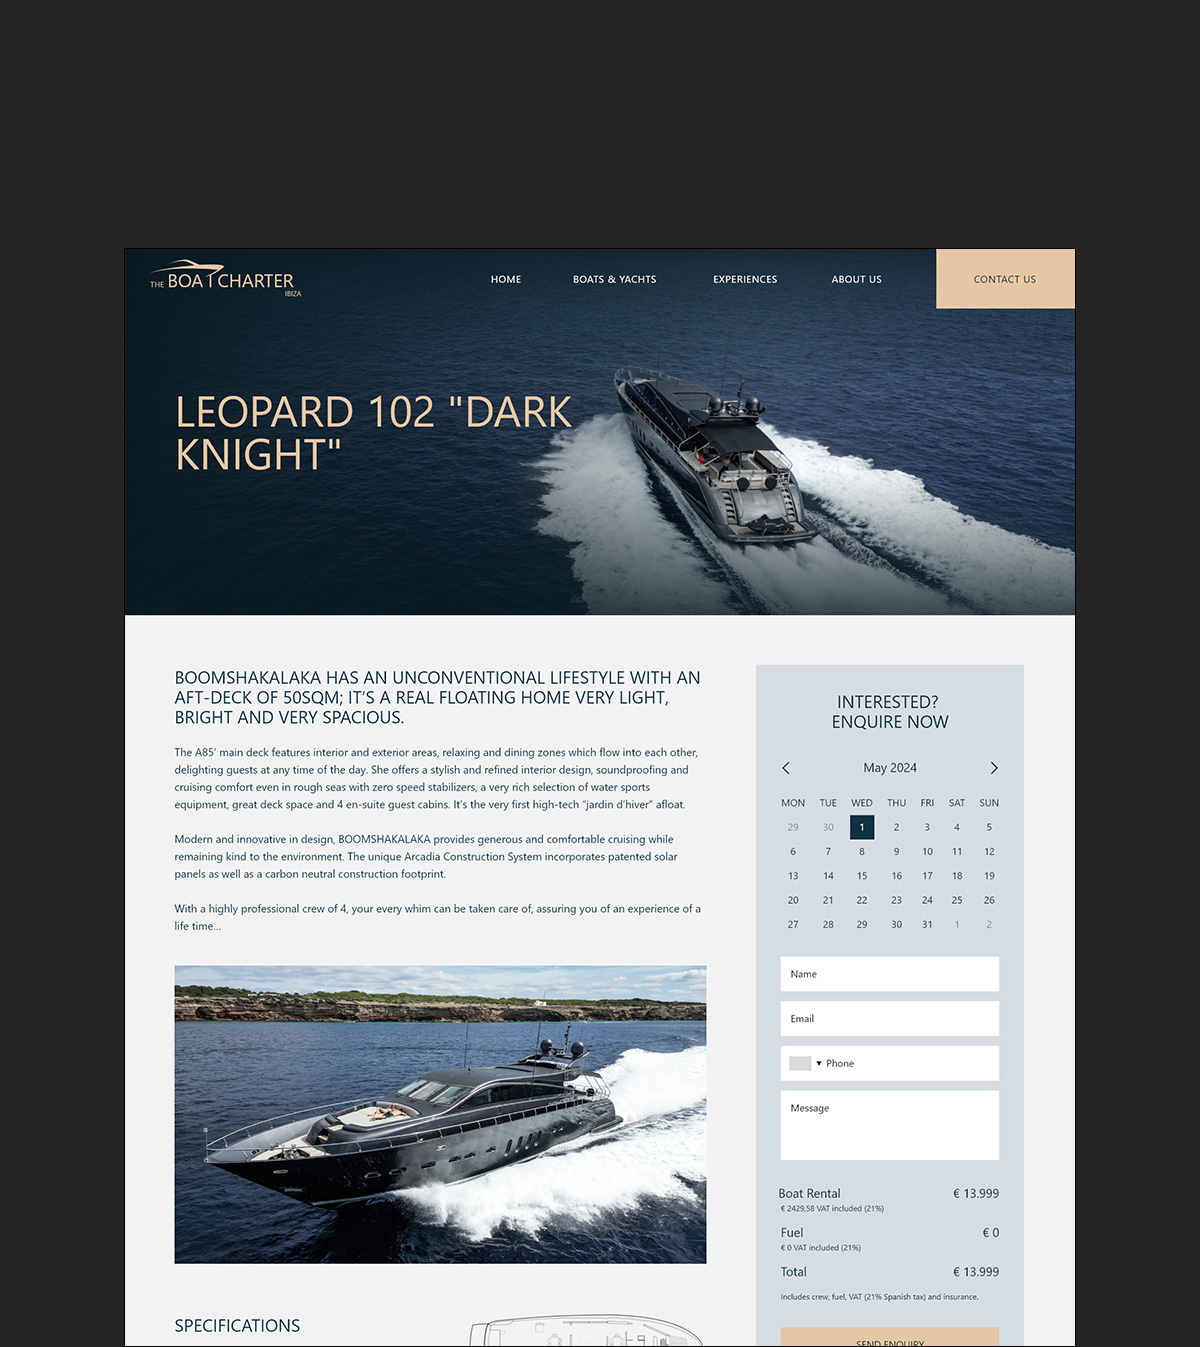 THE BOATCHARTER
IBIZA
HOME BOATS & YACHTS EXPERIENCES ABOUT US CONTACT US
LEOPARD 102 "DARK
KNIGHT"
BOOMSHAKALAKA HAS AN UNCONVENTIONAL LIFESTYLE WITH AN
AFT-DECK OF 50SQM; IT’S A REAL FLOATING HOME VERY LIGHT,
BRIGHT AND VERY SPACIOUS.
The A85’ main deck features interior and exterior areas, relaxing and dining zones which flow into each other,
delighting guests at any time of the day. She offers a stylish and refined interior design, soundproofing and
cruising comfort even in rough seas with zero speed stabilizers, a very rich selection of water sports
equipment, great deck space and 4 en-suite guest cabins. It’s the very first high-tech “jardin d’hiver” afloat.
Modern and innovative in design, BOOMSHAKALAKA provides generous and comfortable cruising while
remaining kind to the environment. The unique Arcadia Construction System incorporates patented solar
panels as well as a carbon neutral construction footprint.
With a highly professional crew of 4, your every whim can be taken care of, assuring you of an experience of a
life time…
SPECIFICATIONS
INTERESTED?
ENQUIRE NOW
May 2024
MON TUE WED THU FRI SAT SUN
29 30 1 2 3 4 5
6 7 8 9 10 11 12
13 14 15 16 17 18 19
20 21 22 23 24 25 26
27 28 29 30 31 1 2
Name
Email
Phone
Message
Boat Rental € 13.999
€ 2429,58 VAT included (21%)
Fuel € 0
€ 0 VAT included (21%)
Total € 13.999
Includes crew, fuel, VAT (21% Spanish tax) and insurance.
SEND ENQUIRY